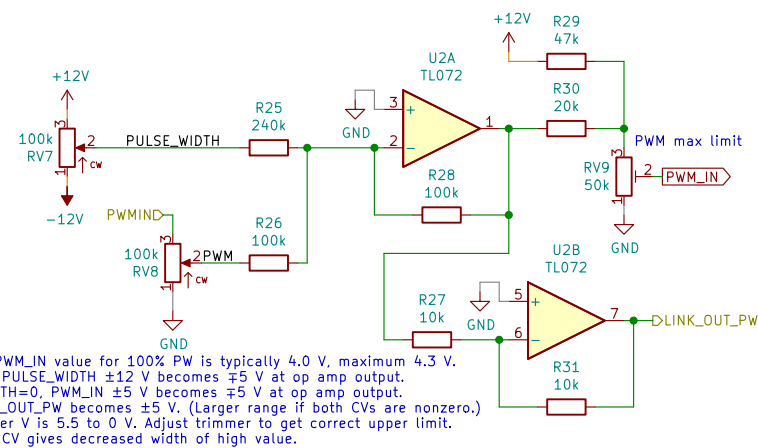 +12V
R29
47k
U2A
TL072
+12V
R30
20k
R25
240k
3
+
1
GND
2
−
3
100k
RV7
2
PULSE_WIDTH
cw
1
PWM max limit
3
RV9
50k
2
PWM_IN
1
R28
100k
−12V
PWMIN
R26
100k
3
100k
RV8
2
PWM
cw
1
GND
U2B
TL072
GND
R27
10k
5
+
GND
7
LINK_OUT_PW
6
−
R31
10k
PWM_IN value for 100% PW is typically 4.0 V, maximum 4.3 V.
PULSE_WIDTH ±12 V becomes ∓5 V at op amp output.
TH=0, PWM_IN ±5 V becomes ∓5 V at op amp output.
_OUT_PW becomes ±5 V. (Larger range if both CVs are nonzero.)
er V is 5.5 to 0 V. Adjust trimmer to get correct upper limit.
CV gives decreased width of high value.